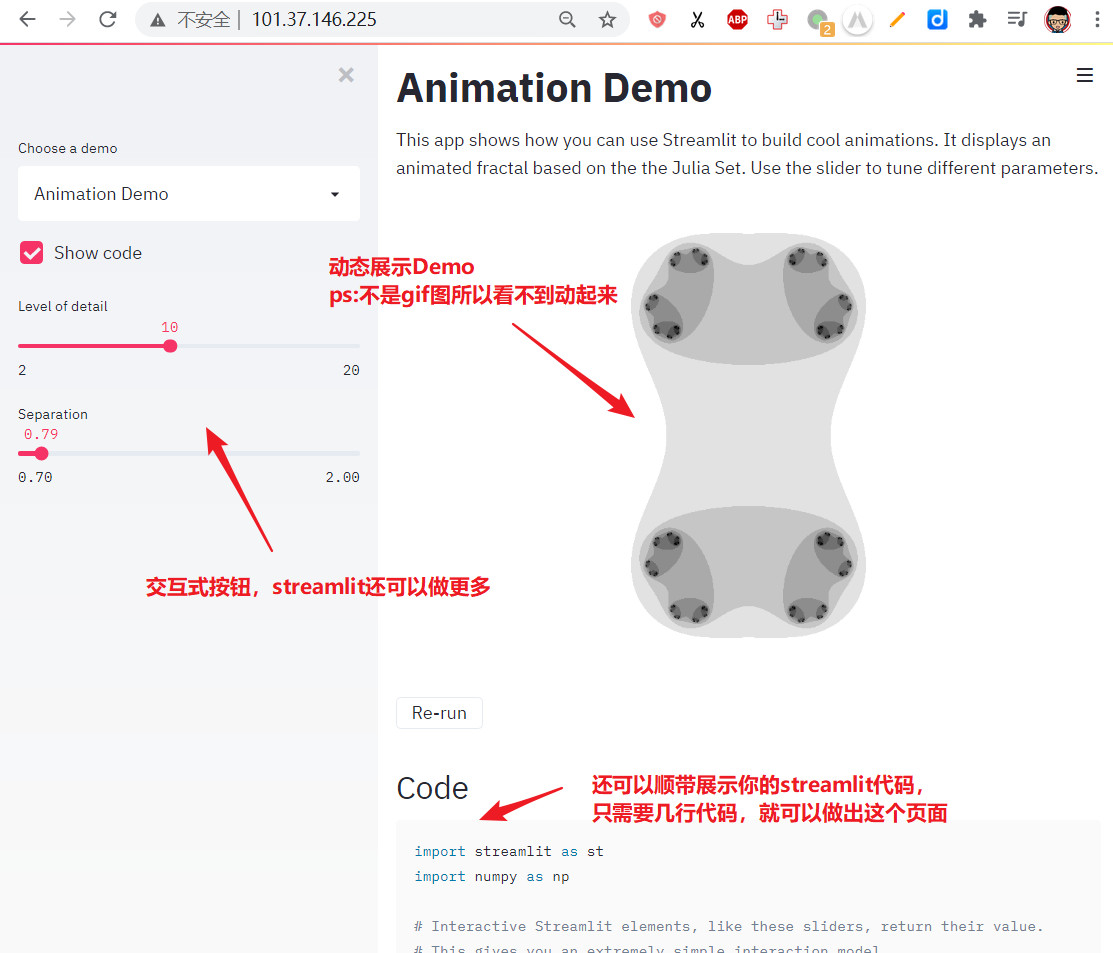 不安全 | 101.37.146.225
ABP
2
Choose a demo
Animation Demo
Show code
Level of detail
10
2 20
Separation
0.79
0.70 2.00
交互式按钮，streamlit还可以做更多
Animation Demo
This app shows how you can use Streamlit to build cool animations. It displays an
animated fractal based on the the Julia Set. Use the slider to tune different parameters.
动态展示Demo
ps:不是gif图所以看不到动起来
Re-run
Code
还可以顺带展示你的streamlit代码，
只需要几行代码，就可以做出这个页面
import streamlit as st
import numpy as np
# Interactive Streamlit elements, like these sliders, return their value.
# This gives you an extremely simple interaction model.